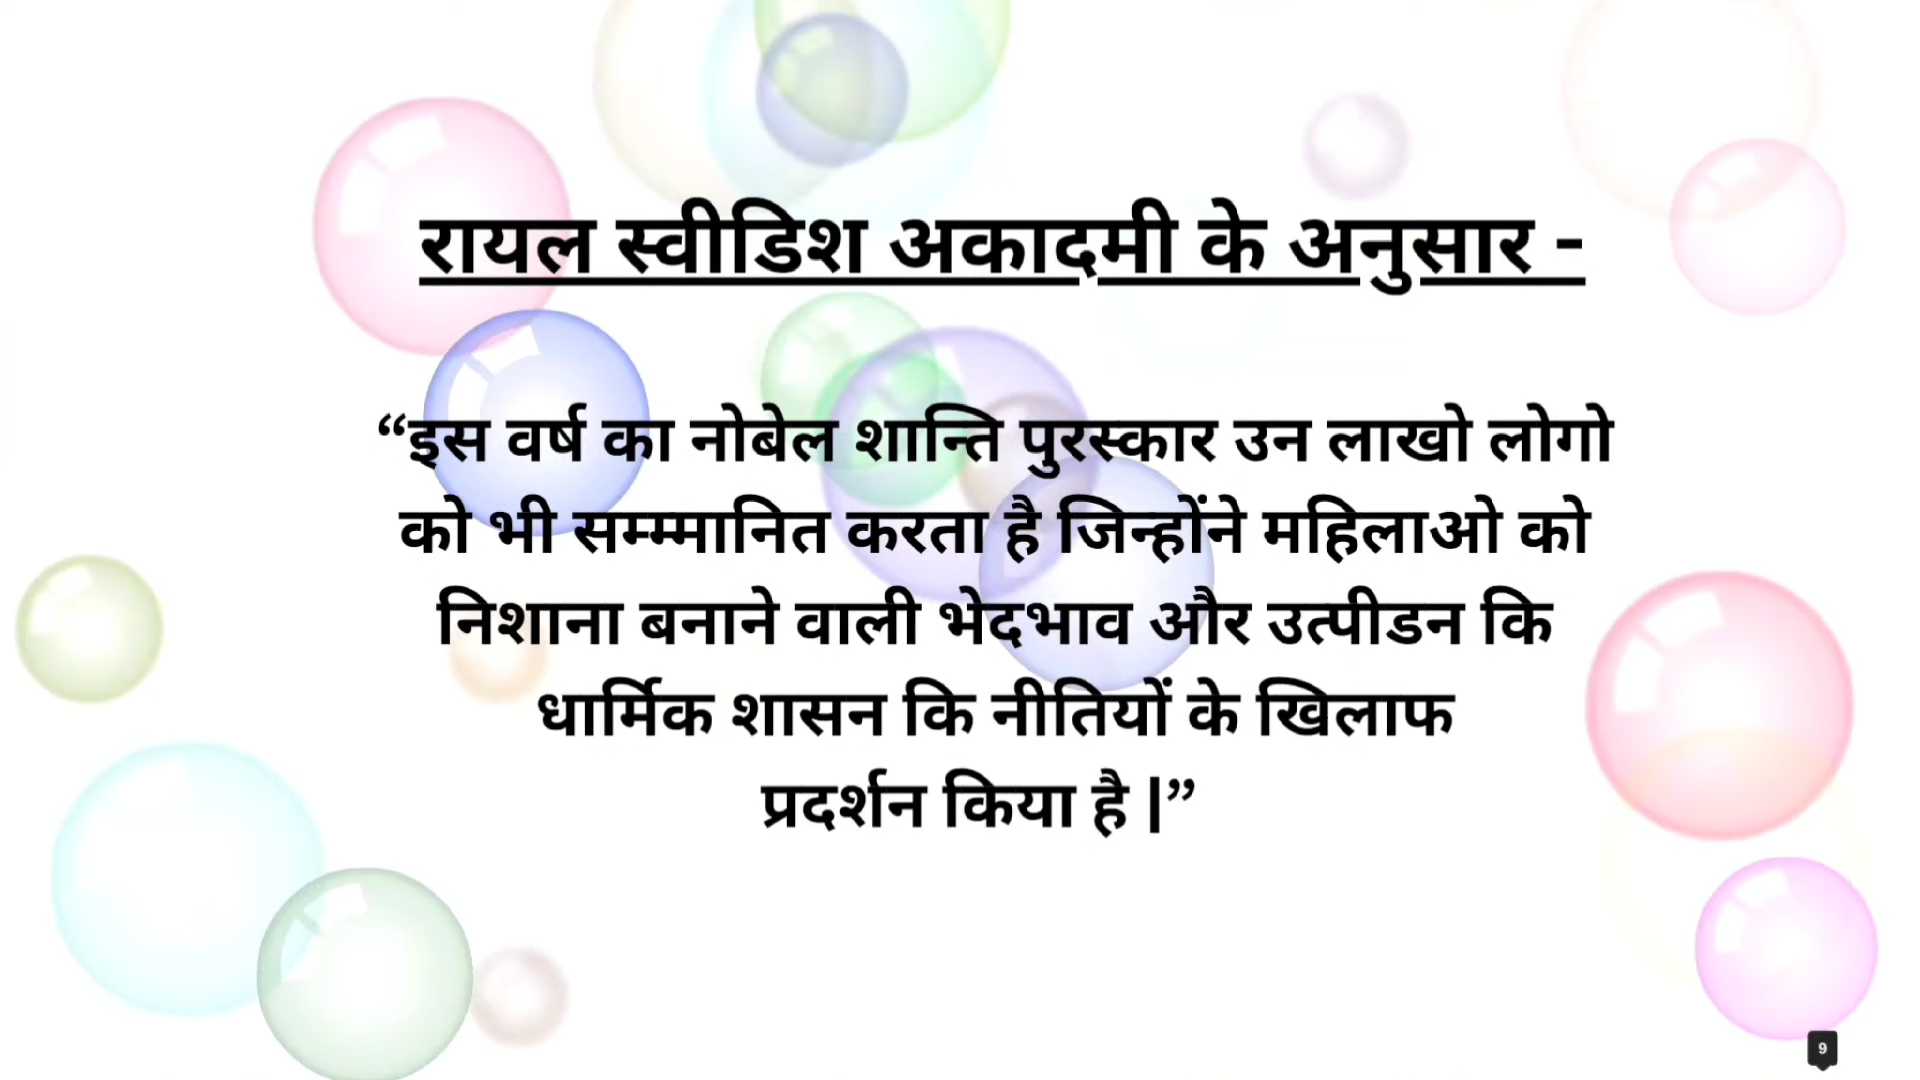 रायल स्वीडिश अकादमी के अनुसार -
“इस वर्ष का नोबेल शान्ति पुरस्कार उन लाखो लोगो
को भी सम्म्मानित करता है जिन्होंने महिलाओ को
निशाना बनाने वाली भेदभाव और उत्पीडन कि
धार्मिक शासन कि नीतियों के खिलाफ
प्रदर्शन किया है |”
9